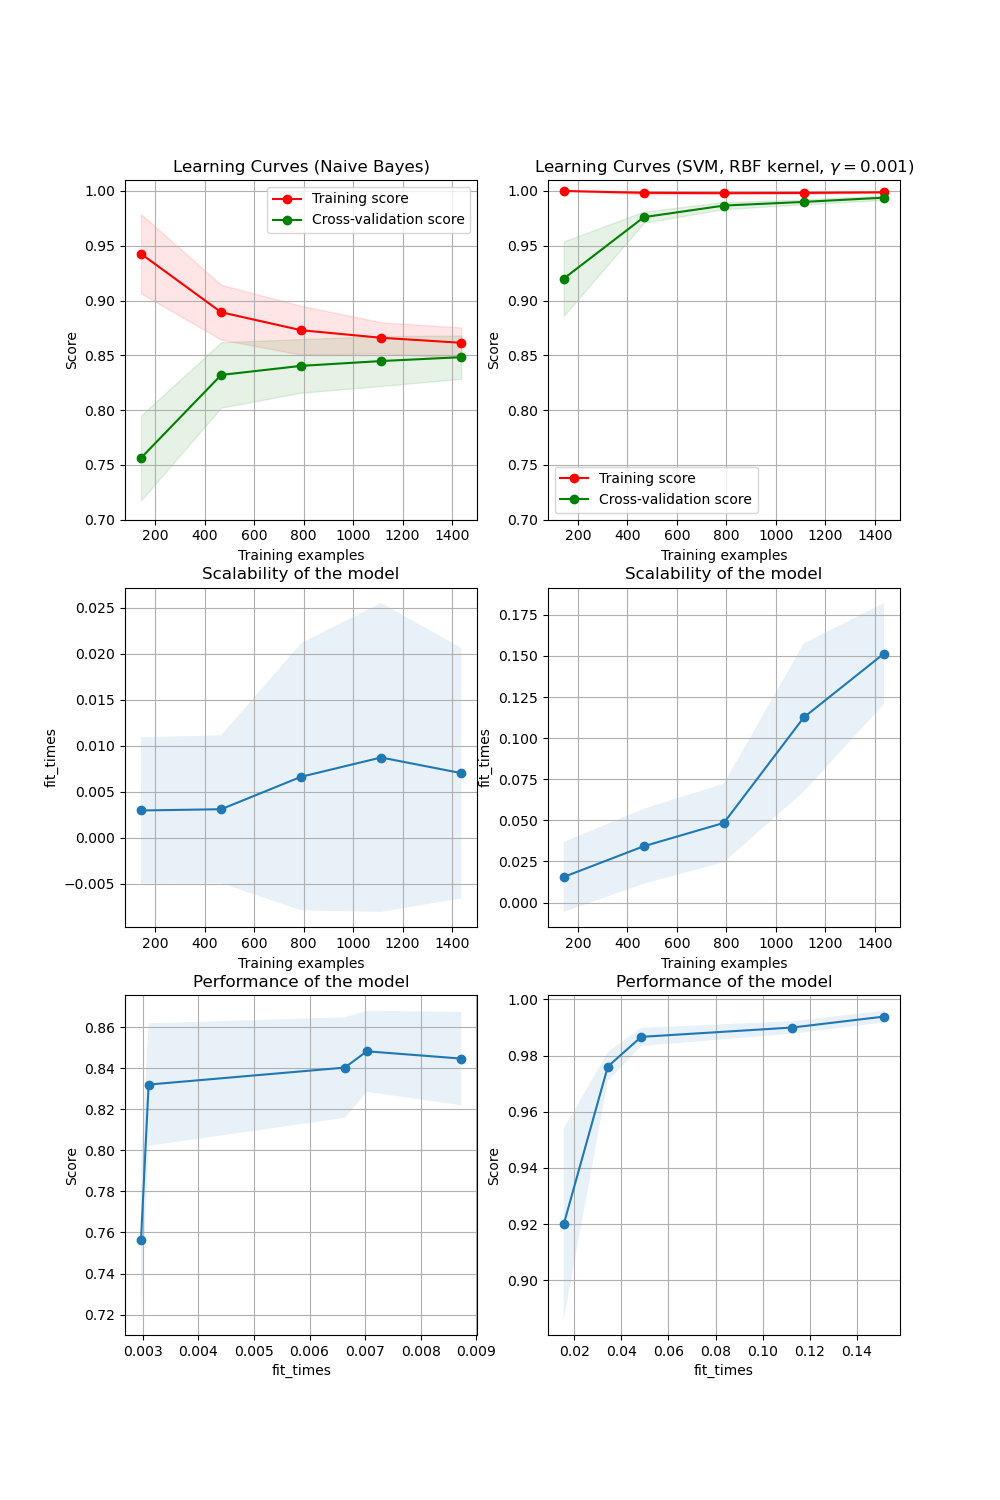 Learning Curves (Naive Bayes)
1.00
0.95
0.90
0.85
0.80
0.75
0.70
Score
Training score
Cross-validation score
200 400 600 800 1000 1200 1400
Training examples
Learning Curves (SVM, RBF kernel, γ = 0.001)
1.00
0.95
0.90
0.85
0.80
0.75
0.70
Score
Training score
Cross-validation score
200 400 600 800 1000 1200 1400
Training examples
Scalability of the model
0.025
0.020
0.015
0.010
0.005
0.000
−0.005
fit_times
200 400 600 800 1000 1200 1400
Training examples
Scalability of the model
0.175
0.150
0.125
0.100
0.075
0.050
0.025
0.000
fit_times
200 400 600 800 1000 1200 1400
Training examples
Performance of the model
0.86
0.84
0.82
0.80
0.78
0.76
0.74
0.72
Score
0.003 0.004 0.005 0.006 0.007 0.008 0.009
fit_times
Performance of the model
1.00
0.98
0.96
0.94
0.92
0.90
Score
0.02 0.04 0.06 0.08 0.10 0.12 0.14
fit_times